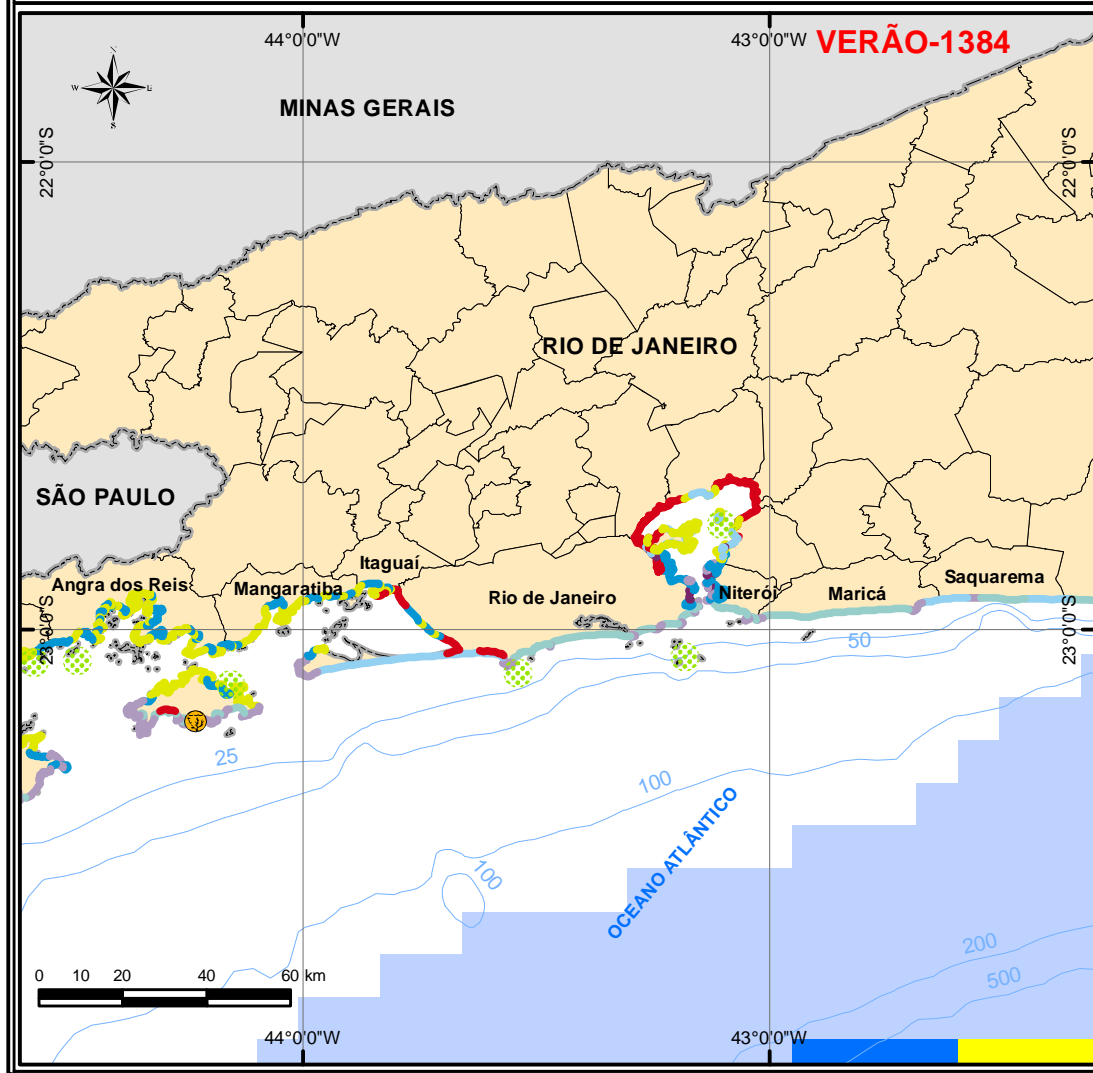 44°0'0"W
43°0'0"W
VERÃO-1384
N
W
E
S
MINAS GERAIS
22°0'0"S
22°0'0"S
RIO DE JANEIRO
SÃO PAULO
Itaguaí
Angra dos Reis
Mangaratiba
Rio de Janeiro
Niterói
Maricá
Saquarema
23°0'0"S
23°0'0"S
50
25
100
100
OCEANO ATLÂNTICO
200
500
0 10 20 40 60 km
44°0'0"W
43°0'0"W